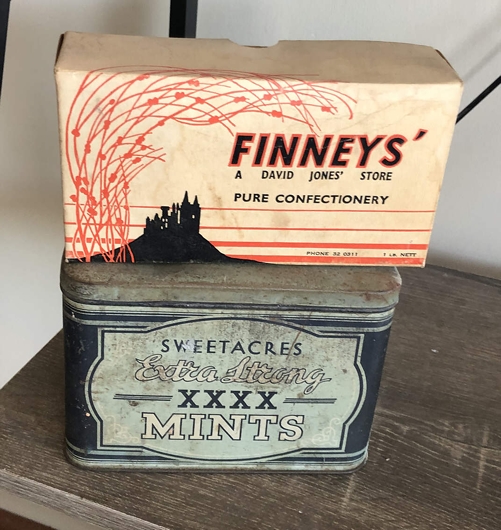 FINNEYS'
A DAVID JONES' STORE
PURE CONFECTIONERY
PHONE 32 0311 1 LB. NETT
SWEETACRES
Extra Strong
XXXX
MINTS